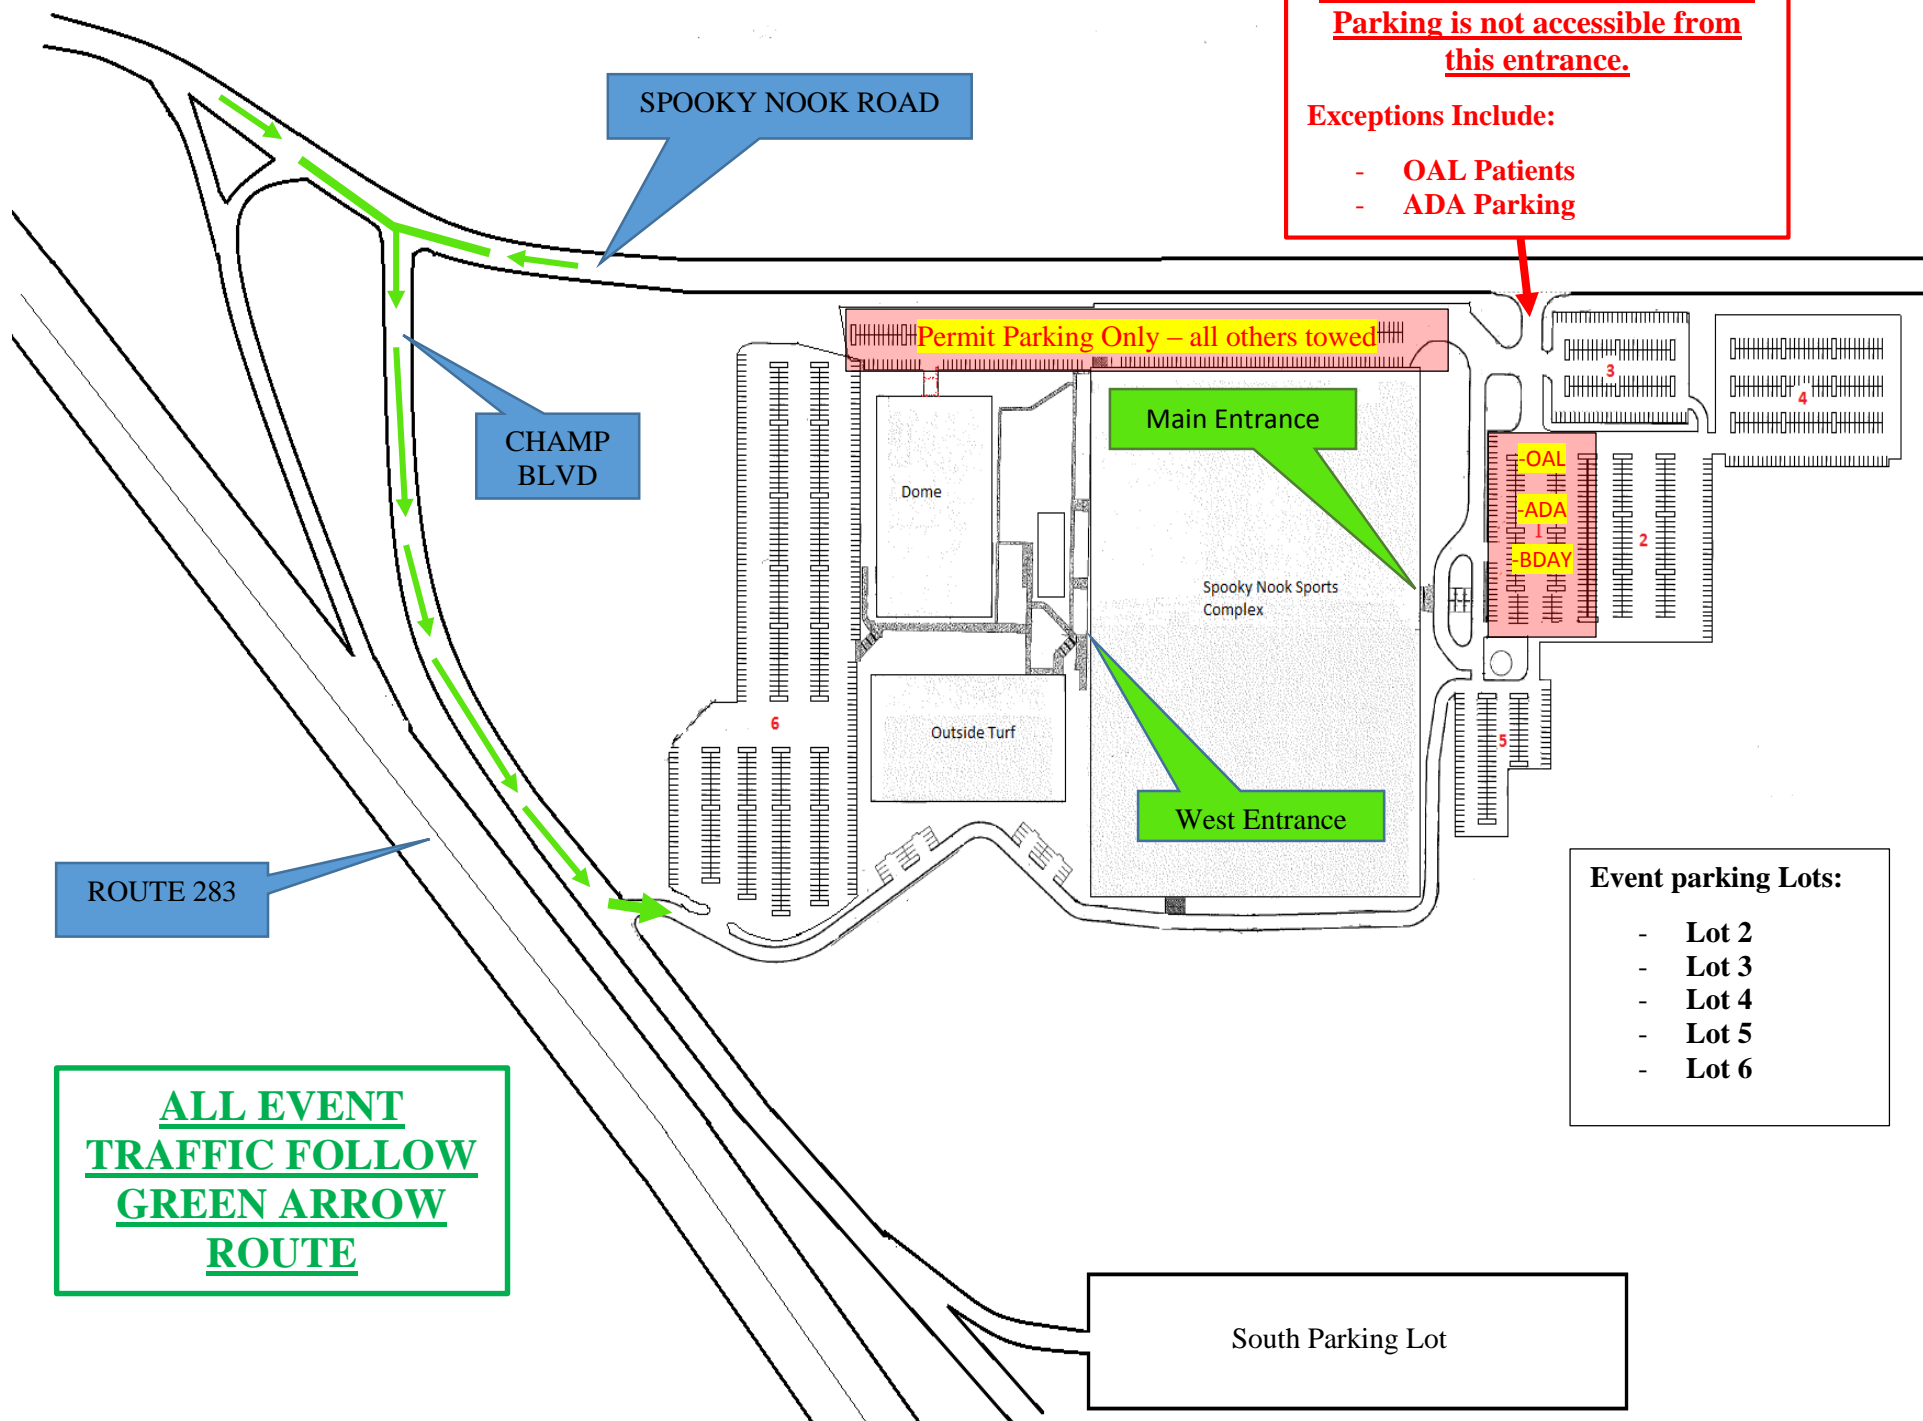 Parking is not accessible from
this entrance.
Exceptions Include:
- OAL Patients
- ADA Parking
SPOOKY NOOK ROAD
Permit Parking Only – all others towed
3
4
CHAMP
BLVD
Main Entrance
Dome
-OAL
-ADA
1
-BDAY
2
Spooky Nook Sports
Complex
6
Outside Turf
5
West Entrance
ROUTE 283
Event parking Lots:
- Lot 2
- Lot 3
- Lot 4
- Lot 5
- Lot 6
ALL EVENT
TRAFFIC FOLLOW
GREEN ARROW
ROUTE
South Parking Lot